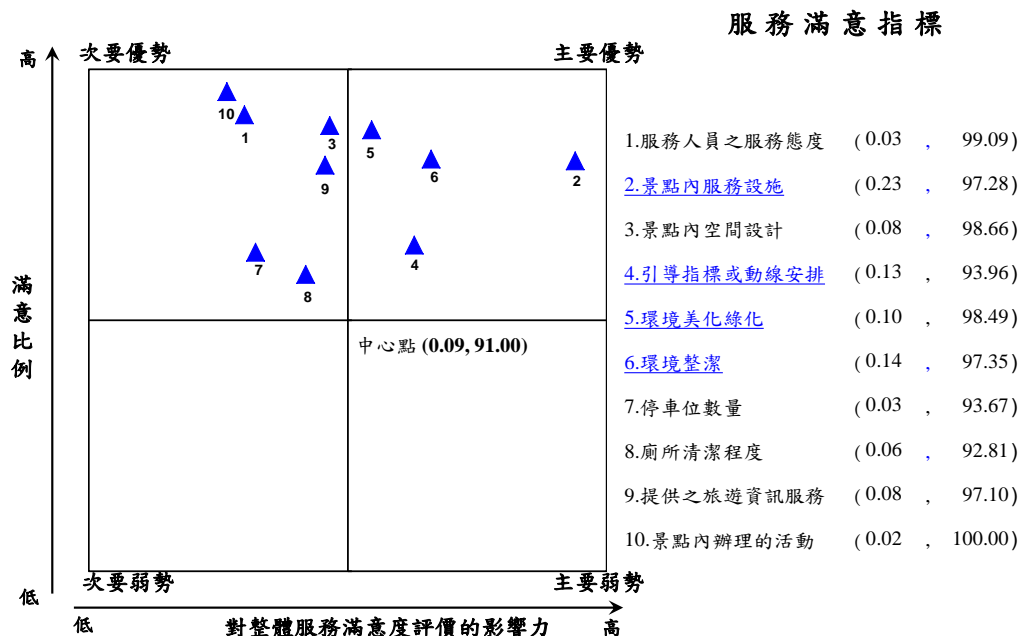 服務滿意指標
高
次要優勢
主要優勢
10
1
3
5
6
2
9
7
8
4
滿意比例
中心點 (0.09, 91.00)
次要弱勢
主要弱勢
低
低
對整體服務滿意度評價的影響力
高
1.服務人員之服務態度 (0.03 , 99.09)
2.景點內服務設施 (0.23 , 97.28)
3.景點內空間設計 (0.08 , 98.66)
4.引導指標或動線安排 (0.13 , 93.96)
5.環境美化綠化 (0.10 , 98.49)
6.環境整潔 (0.14 , 97.35)
7.停車位數量 (0.03 , 93.67)
8.廁所清潔程度 (0.06 , 92.81)
9.提供之旅遊資訊服務 (0.08 , 97.10)
10.景點內辦理的活動 (0.02 , 100.00)